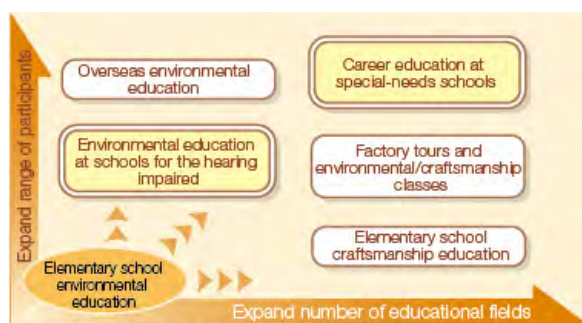 Expand range of participants
Overseas environmental
education
Career education at
special-needs schools
Environmental education
at schools for the hearing
impaired
Factory tours and
environmental/craftsmanship
classes
Elementary school
craftsmanship education
Elementary school
environmental
education
Expand number of educational fields